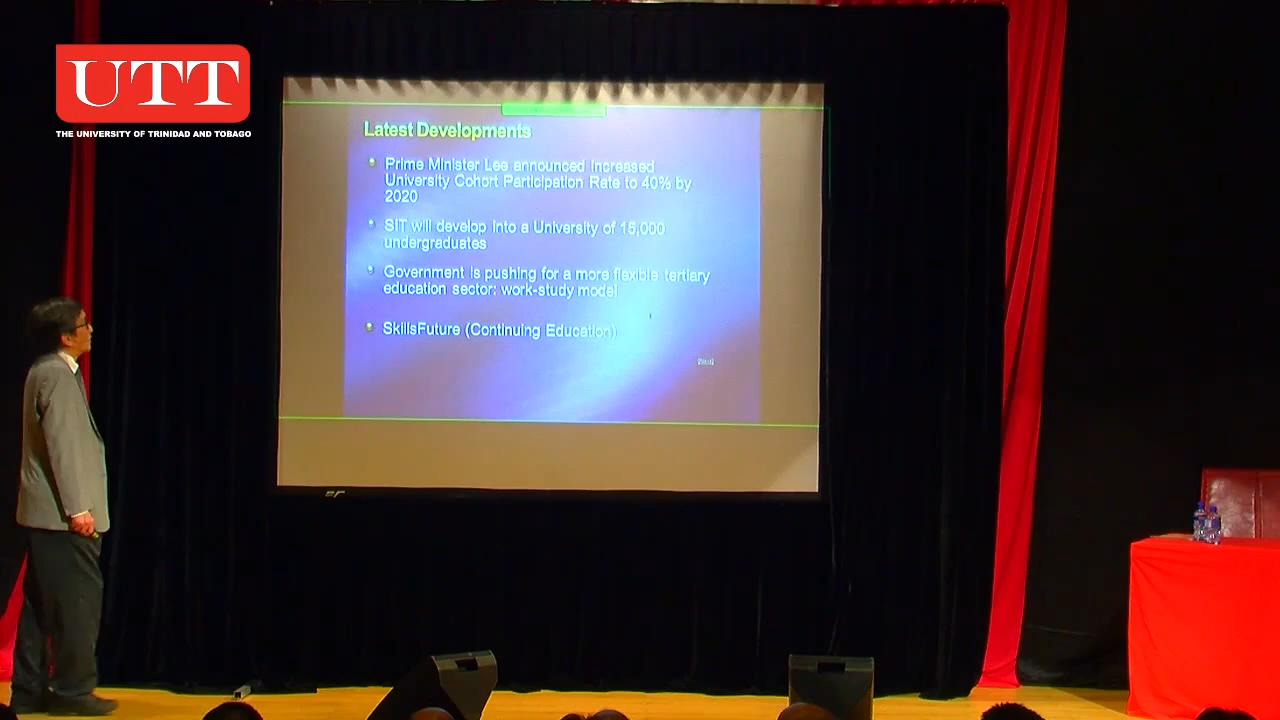 UTT
THE UNIVERSITY OF TRINIDAD AND TOBAGO
Latest Developments
Prime Minister Lee announced increased
University Cohort Participation Rate to 40% by
2020
SIT will develop into a University of 15,000
undergraduates
Government is pushing for a more flexible tertiary
education sector: work-study model
SkillsFuture (Continuing Education)